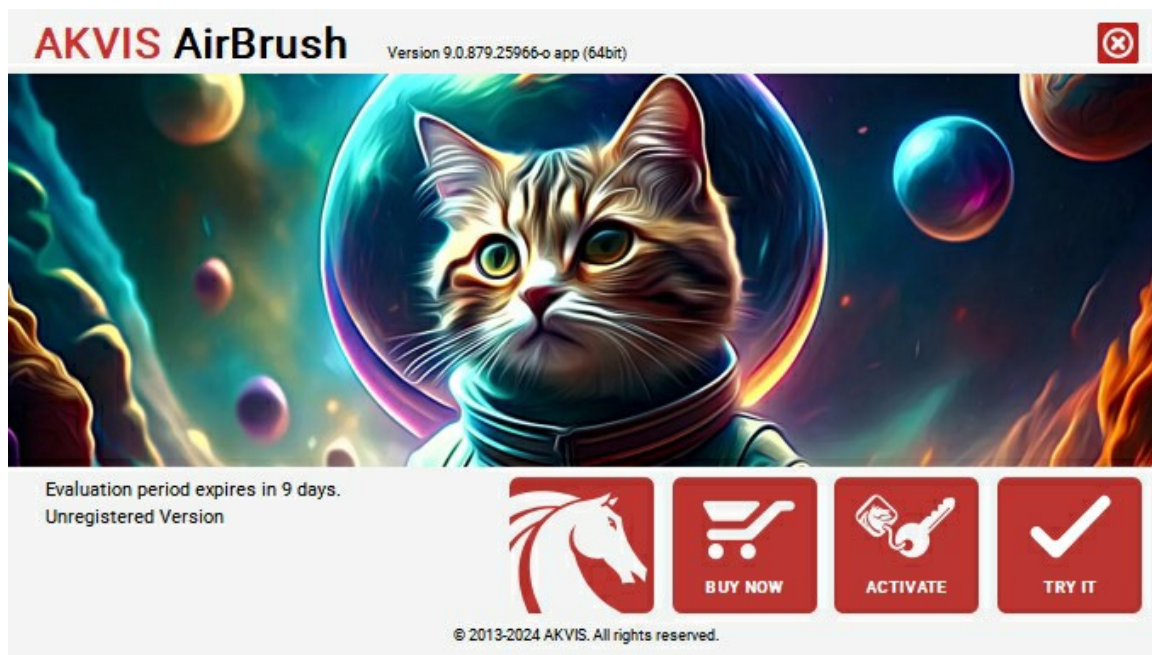 AKVIS AirBrush Version 9.0.879.25966-o app (64bit)
Evaluation period expires in 9 days.
Unregistered Version
BUY NOW
ACTIVATE
TRY IT
© 2013-2024 AKVIS. All rights reserved.